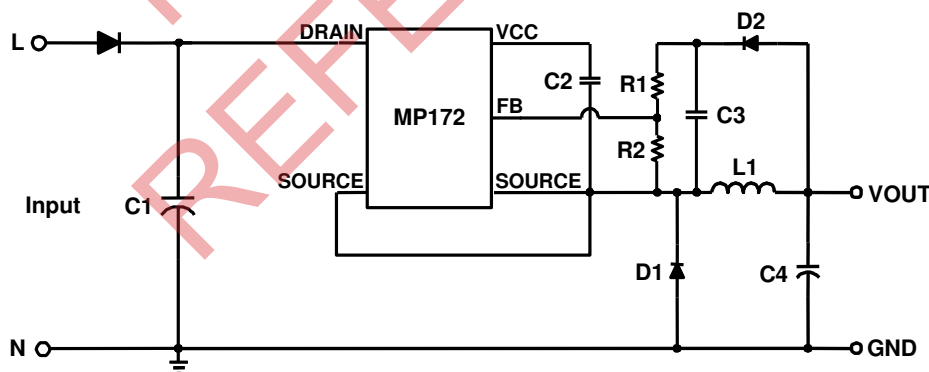 D2
L
DRAIN
VCC
C2
R1
MP172
FB
C3
R2
L1
SOURCE
SOURCE
VOUT
Input
C1
D1
C4
N
GND
REFE